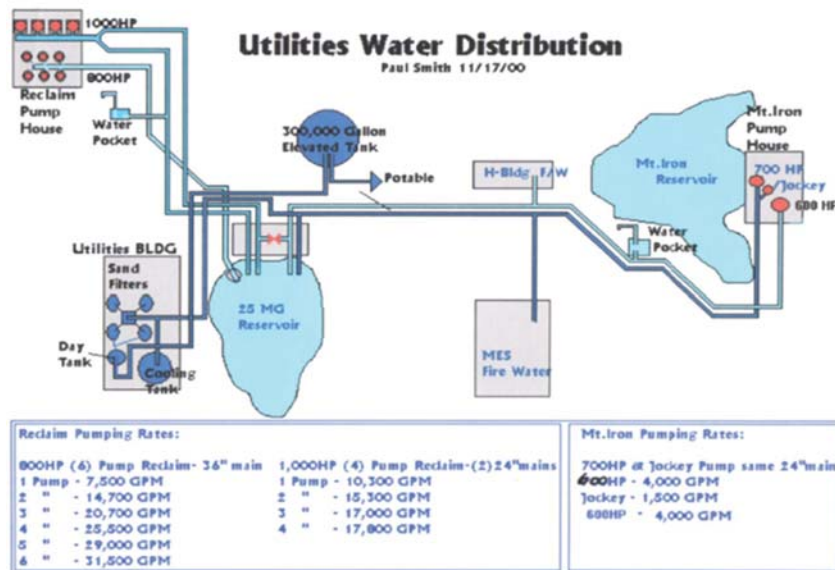 Utilities Water Distribution
Paul Smith 11/17/00
1000HP
800HP
Reclaim
Pump
House
Water
Pocket
300,000 Gallon
Elevated Tank
Potable
H-Bldg F/W
Mt.Iron
Reservoir
Mt.Iron
Pump
House
700 HP
/Jockey
600 HP
Water
Pocket
Utilities BLDG
Sand
Filters
Day
Tank
Cooling
Tank
25 MG
Reservoir
MES
Fire Water
Reclaim Pumping Rates:
800HP (6) Pump Reclaim- 36" main
1 Pump - 7,500 GPM
2 " - 14,700 GPM
3 " - 20,700 GPM
4 " - 25,500 GPM
5 " - 29,000 GPM
6 " - 31,500 GPM
1,000HP (4) Pump Reclaim-(2)24"mains
1 Pump - 10,300 GPM
2 " - 15,300 GPM
3 " - 17,000 GPM
4 " - 17,800 GPM
Mt.Iron Pumping Rates:
700HP & Jockey Pump same 24"main
HP - 4,000 GPM
Jockey - 1,500 GPM
600HP - 4,000 GPM